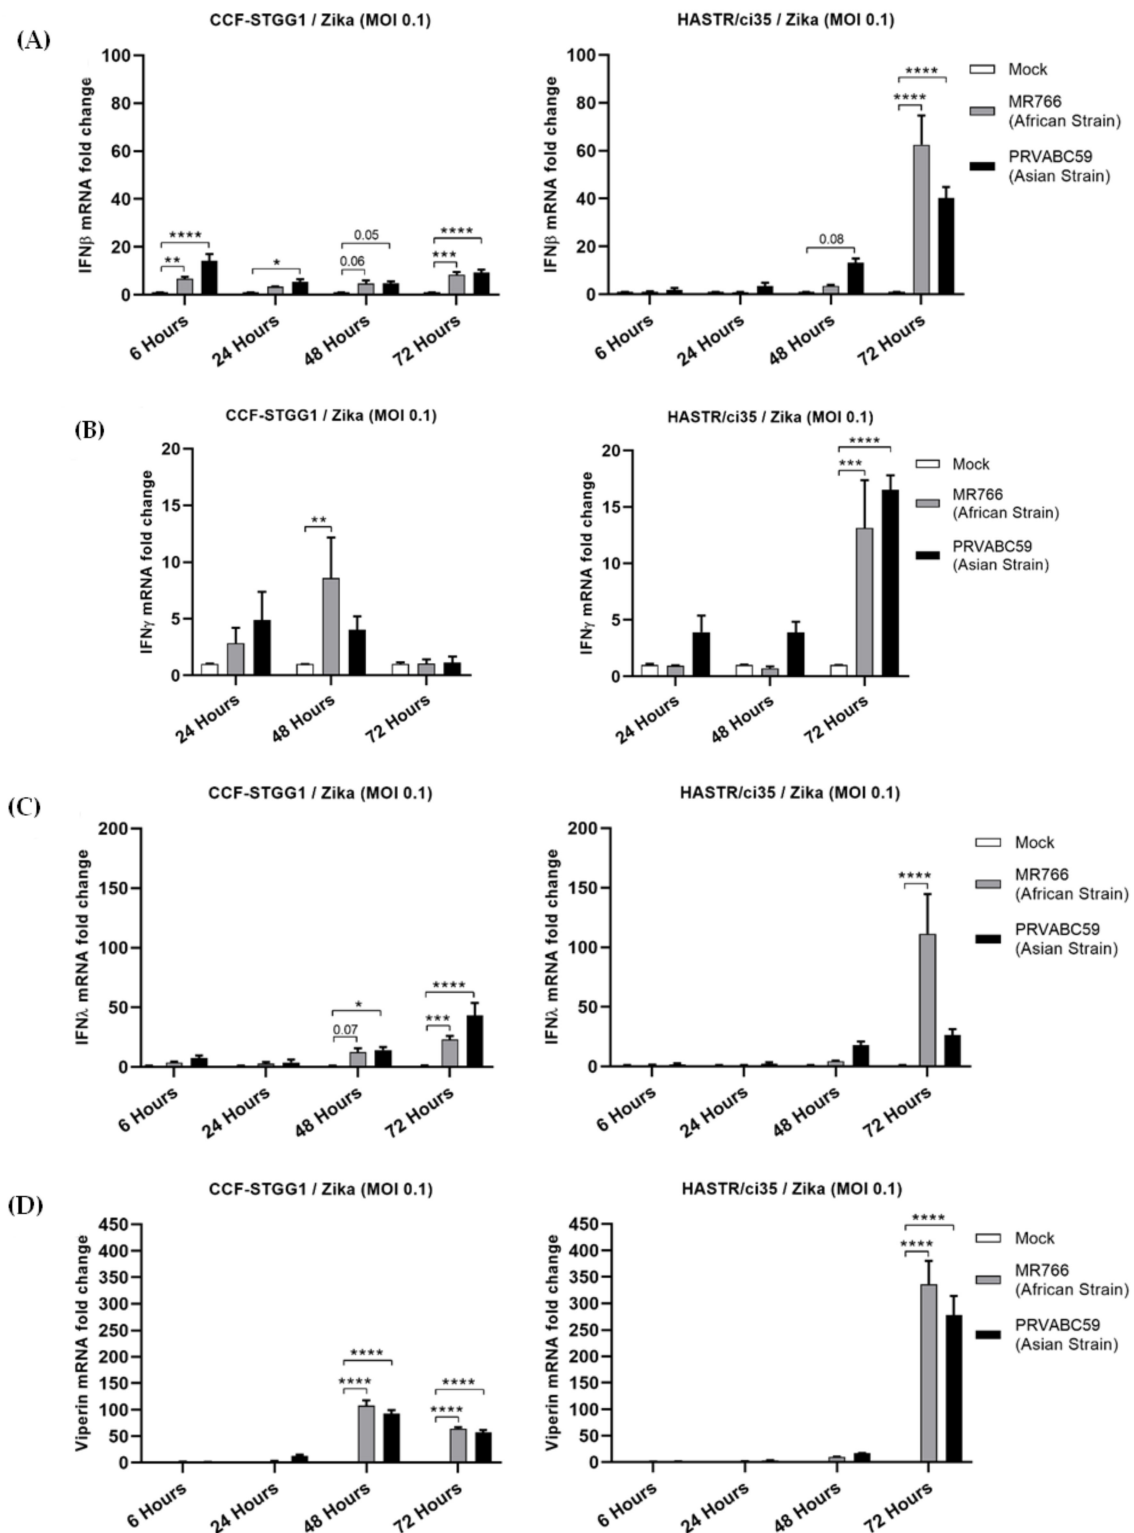 (A)
CCF-STGG1 / Zika (MOI 0.1)
IFNβ mRNA fold change
100
80
60
40
20
0
****
**
*
0.05
0.06
****
***
6 Hours
24 Hours
48 Hours
72 Hours
HASTR/ci35 / Zika (MOI 0.1)
IFNβ mRNA fold change
100
80
60
40
20
0
0.08
****
****
6 Hours
24 Hours
48 Hours
72 Hours
Mock
MR766
(African Strain)
PRVABC59
(Asian Strain)
(B)
CCF-STGG1 / Zika (MOI 0.1)
IFNγ mRNA fold change
20
15
10
5
0
**
24 Hours
48 Hours
72 Hours
HASTR/ci35 / Zika (MOI 0.1)
IFNγ mRNA fold change
20
15
10
5
0
****
***
24 Hours
48 Hours
72 Hours
Mock
MR766
(African Strain)
PRVABC59
(Asian Strain)
(C)
CCF-STGG1 / Zika (MOI 0.1)
IFNλ mRNA fold change
200
150
100
50
0
*
0.07
****
***
6 Hours
24 Hours
48 Hours
72 Hours
HASTR/ci35 / Zika (MOI 0.1)
IFNλ mRNA fold change
200
150
100
50
0
****
6 Hours
24 Hours
48 Hours
72 Hours
Mock
MR766
(African Strain)
PRVABC59
(Asian Strain)
(D)
CCF-STGG1 / Zika (MOI 0.1)
Viperin mRNA fold change
450
400
350
300
250
200
150
100
50
0
****
****
****
****
6 Hours
24 Hours
48 Hours
72 Hours
HASTR/ci35 / Zika (MOI 0.1)
Viperin mRNA fold change
450
400
350
300
250
200
150
100
50
0
****
****
6 Hours
24 Hours
48 Hours
72 Hours
Mock
MR766
(African Strain)
PRVABC59
(Asian Strain)